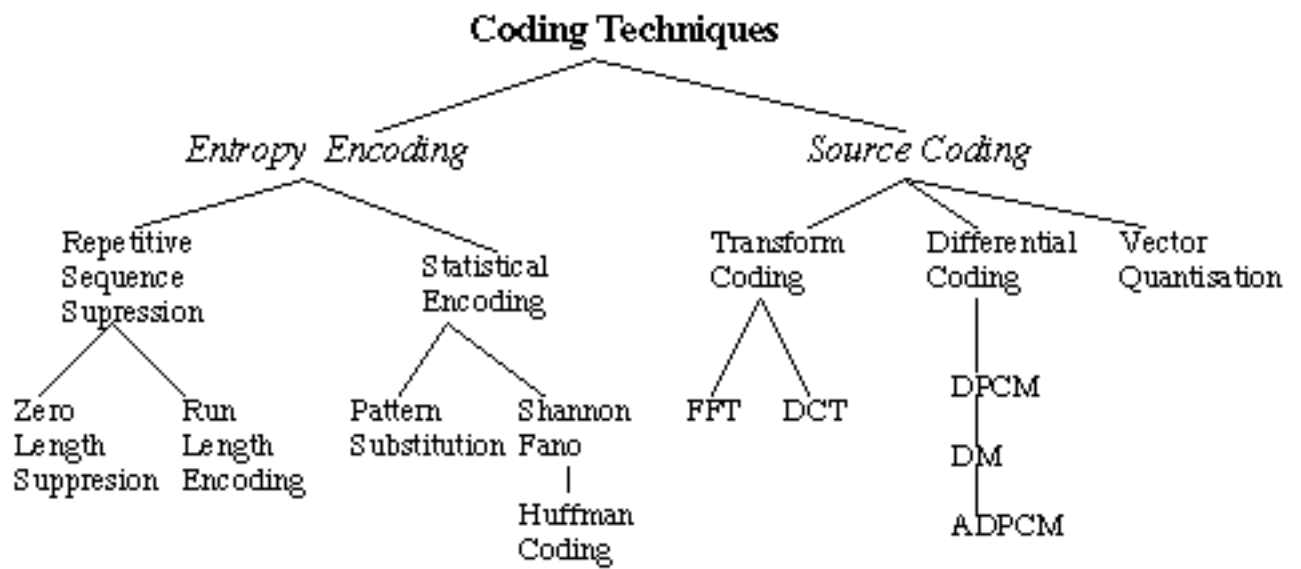 Coding Techniques
Entropy Encoding
Source Coding
Repetitive
Sequence
Supression
Statistical
Encoding
Transform
Coding
Differential
Coding
Vector
Quantisation
Zero
Length
Suppresion
Run
Length
Encoding
Pattern
Substitution
Shannon
Fano
Huffman
Coding
FFT
DCT
DPCM
DM
ADPCM